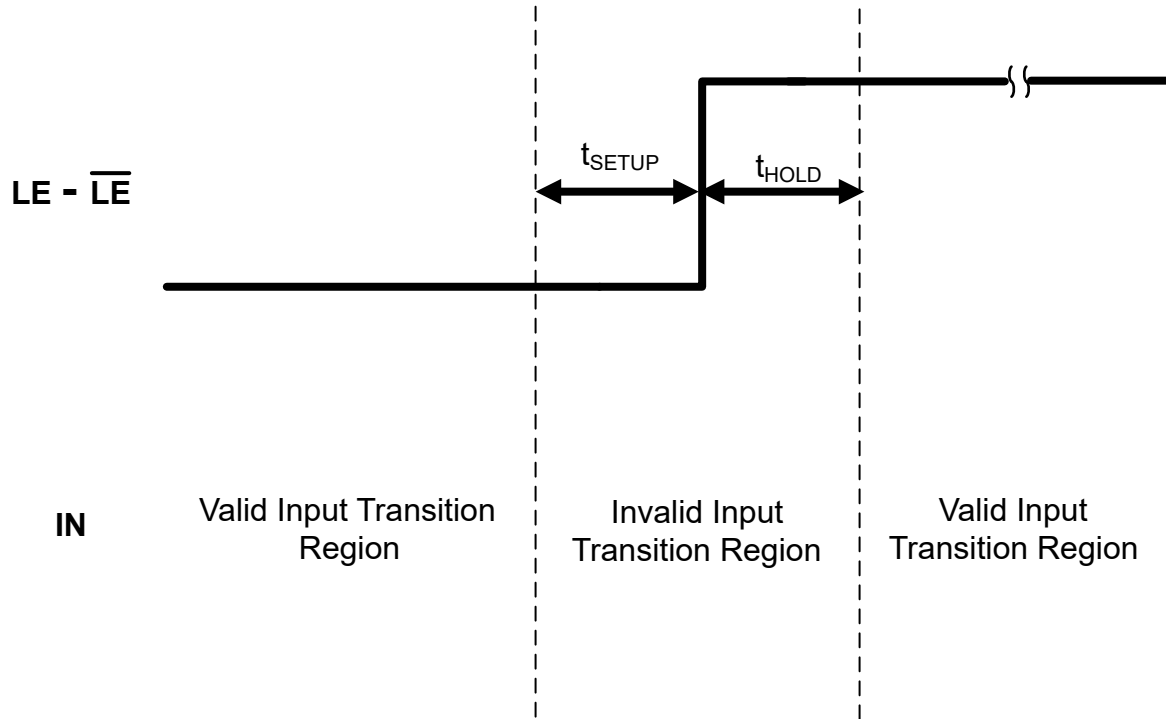 t_SETUP
t_HOLD
LE - L̅E̅
IN
Valid Input Transition
Region
Invalid Input
Transition Region
Valid Input
Transition Region